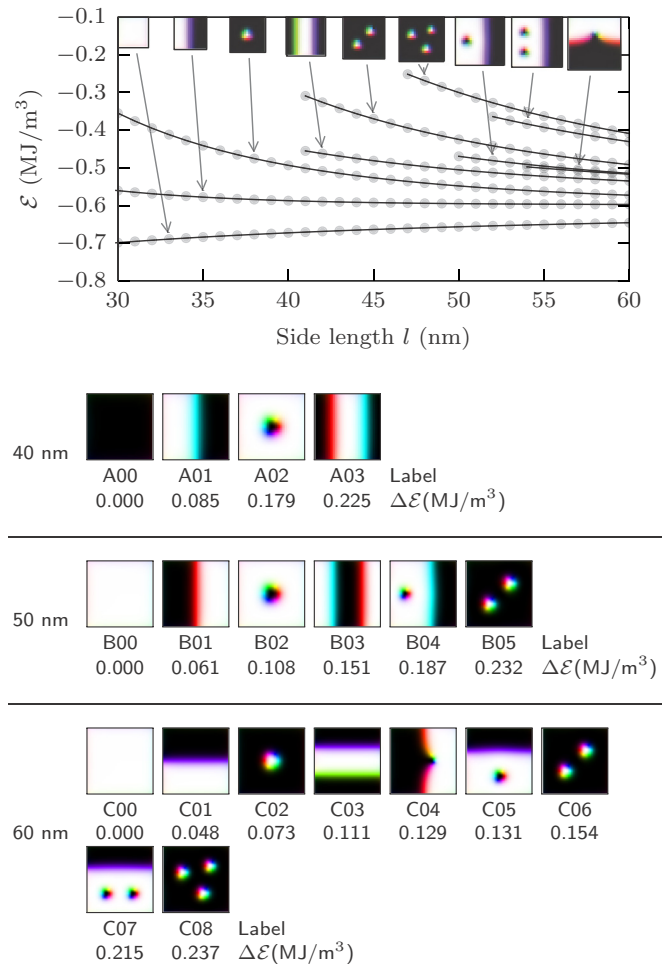 −0.1
−0.2
−0.3
−0.4
−0.5
−0.6
−0.7
−0.8
ℰ (MJ/m³)
30 35 40 45 50 55 60
Side length l (nm)
40 nm
A00 A01 A02 A03 Label
0.000 0.085 0.179 0.225 Δℰ(MJ/m³)
50 nm
B00 B01 B02 B03 B04 B05 Label
0.000 0.061 0.108 0.151 0.187 0.232 Δℰ(MJ/m³)
60 nm
C00 C01 C02 C03 C04 C05 C06
0.000 0.048 0.073 0.111 0.129 0.131 0.154
C07 C08 Label
0.215 0.237 Δℰ(MJ/m³)